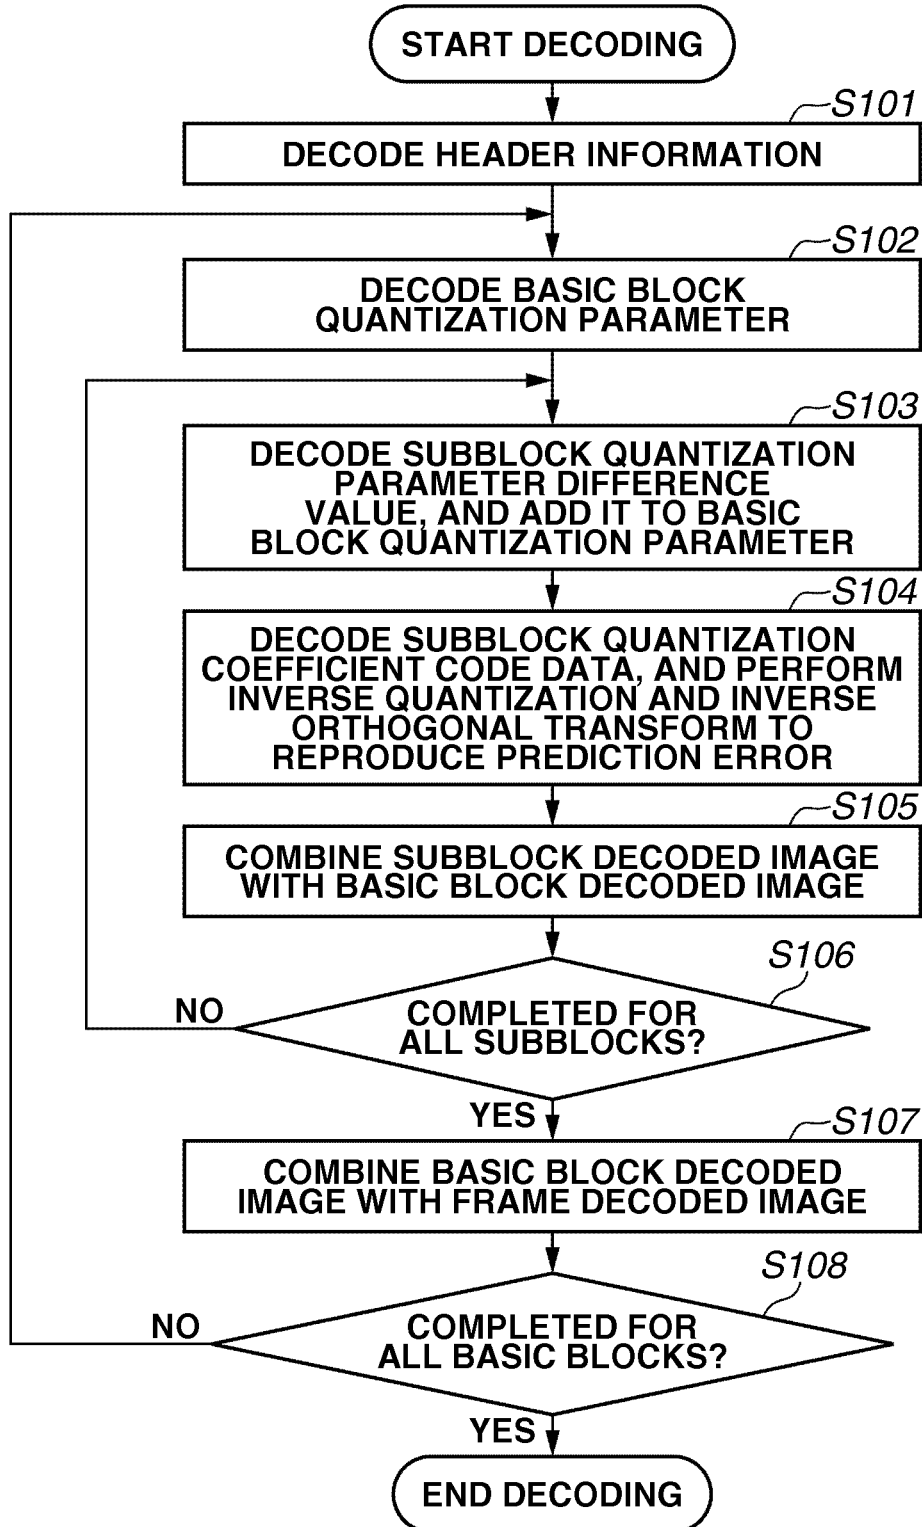 START DECODING
S101
DECODE HEADER INFORMATION
S102
DECODE BASIC BLOCK
QUANTIZATION PARAMETER
S103
DECODE SUBBLOCK QUANTIZATION
PARAMETER DIFFERENCE
VALUE, AND ADD IT TO BASIC
BLOCK QUANTIZATION PARAMETER
S104
DECODE SUBBLOCK QUANTIZATION
COEFFICIENT CODE DATA, AND PERFORM
INVERSE QUANTIZATION AND INVERSE
ORTHOGONAL TRANSFORM TO
REPRODUCE PREDICTION ERROR
S105
COMBINE SUBBLOCK DECODED IMAGE
WITH BASIC BLOCK DECODED IMAGE
S106
NO
COMPLETED FOR
ALL SUBBLOCKS?
YES
S107
COMBINE BASIC BLOCK DECODED
IMAGE WITH FRAME DECODED IMAGE
S108
NO
COMPLETED FOR
ALL BASIC BLOCKS?
YES
END DECODING